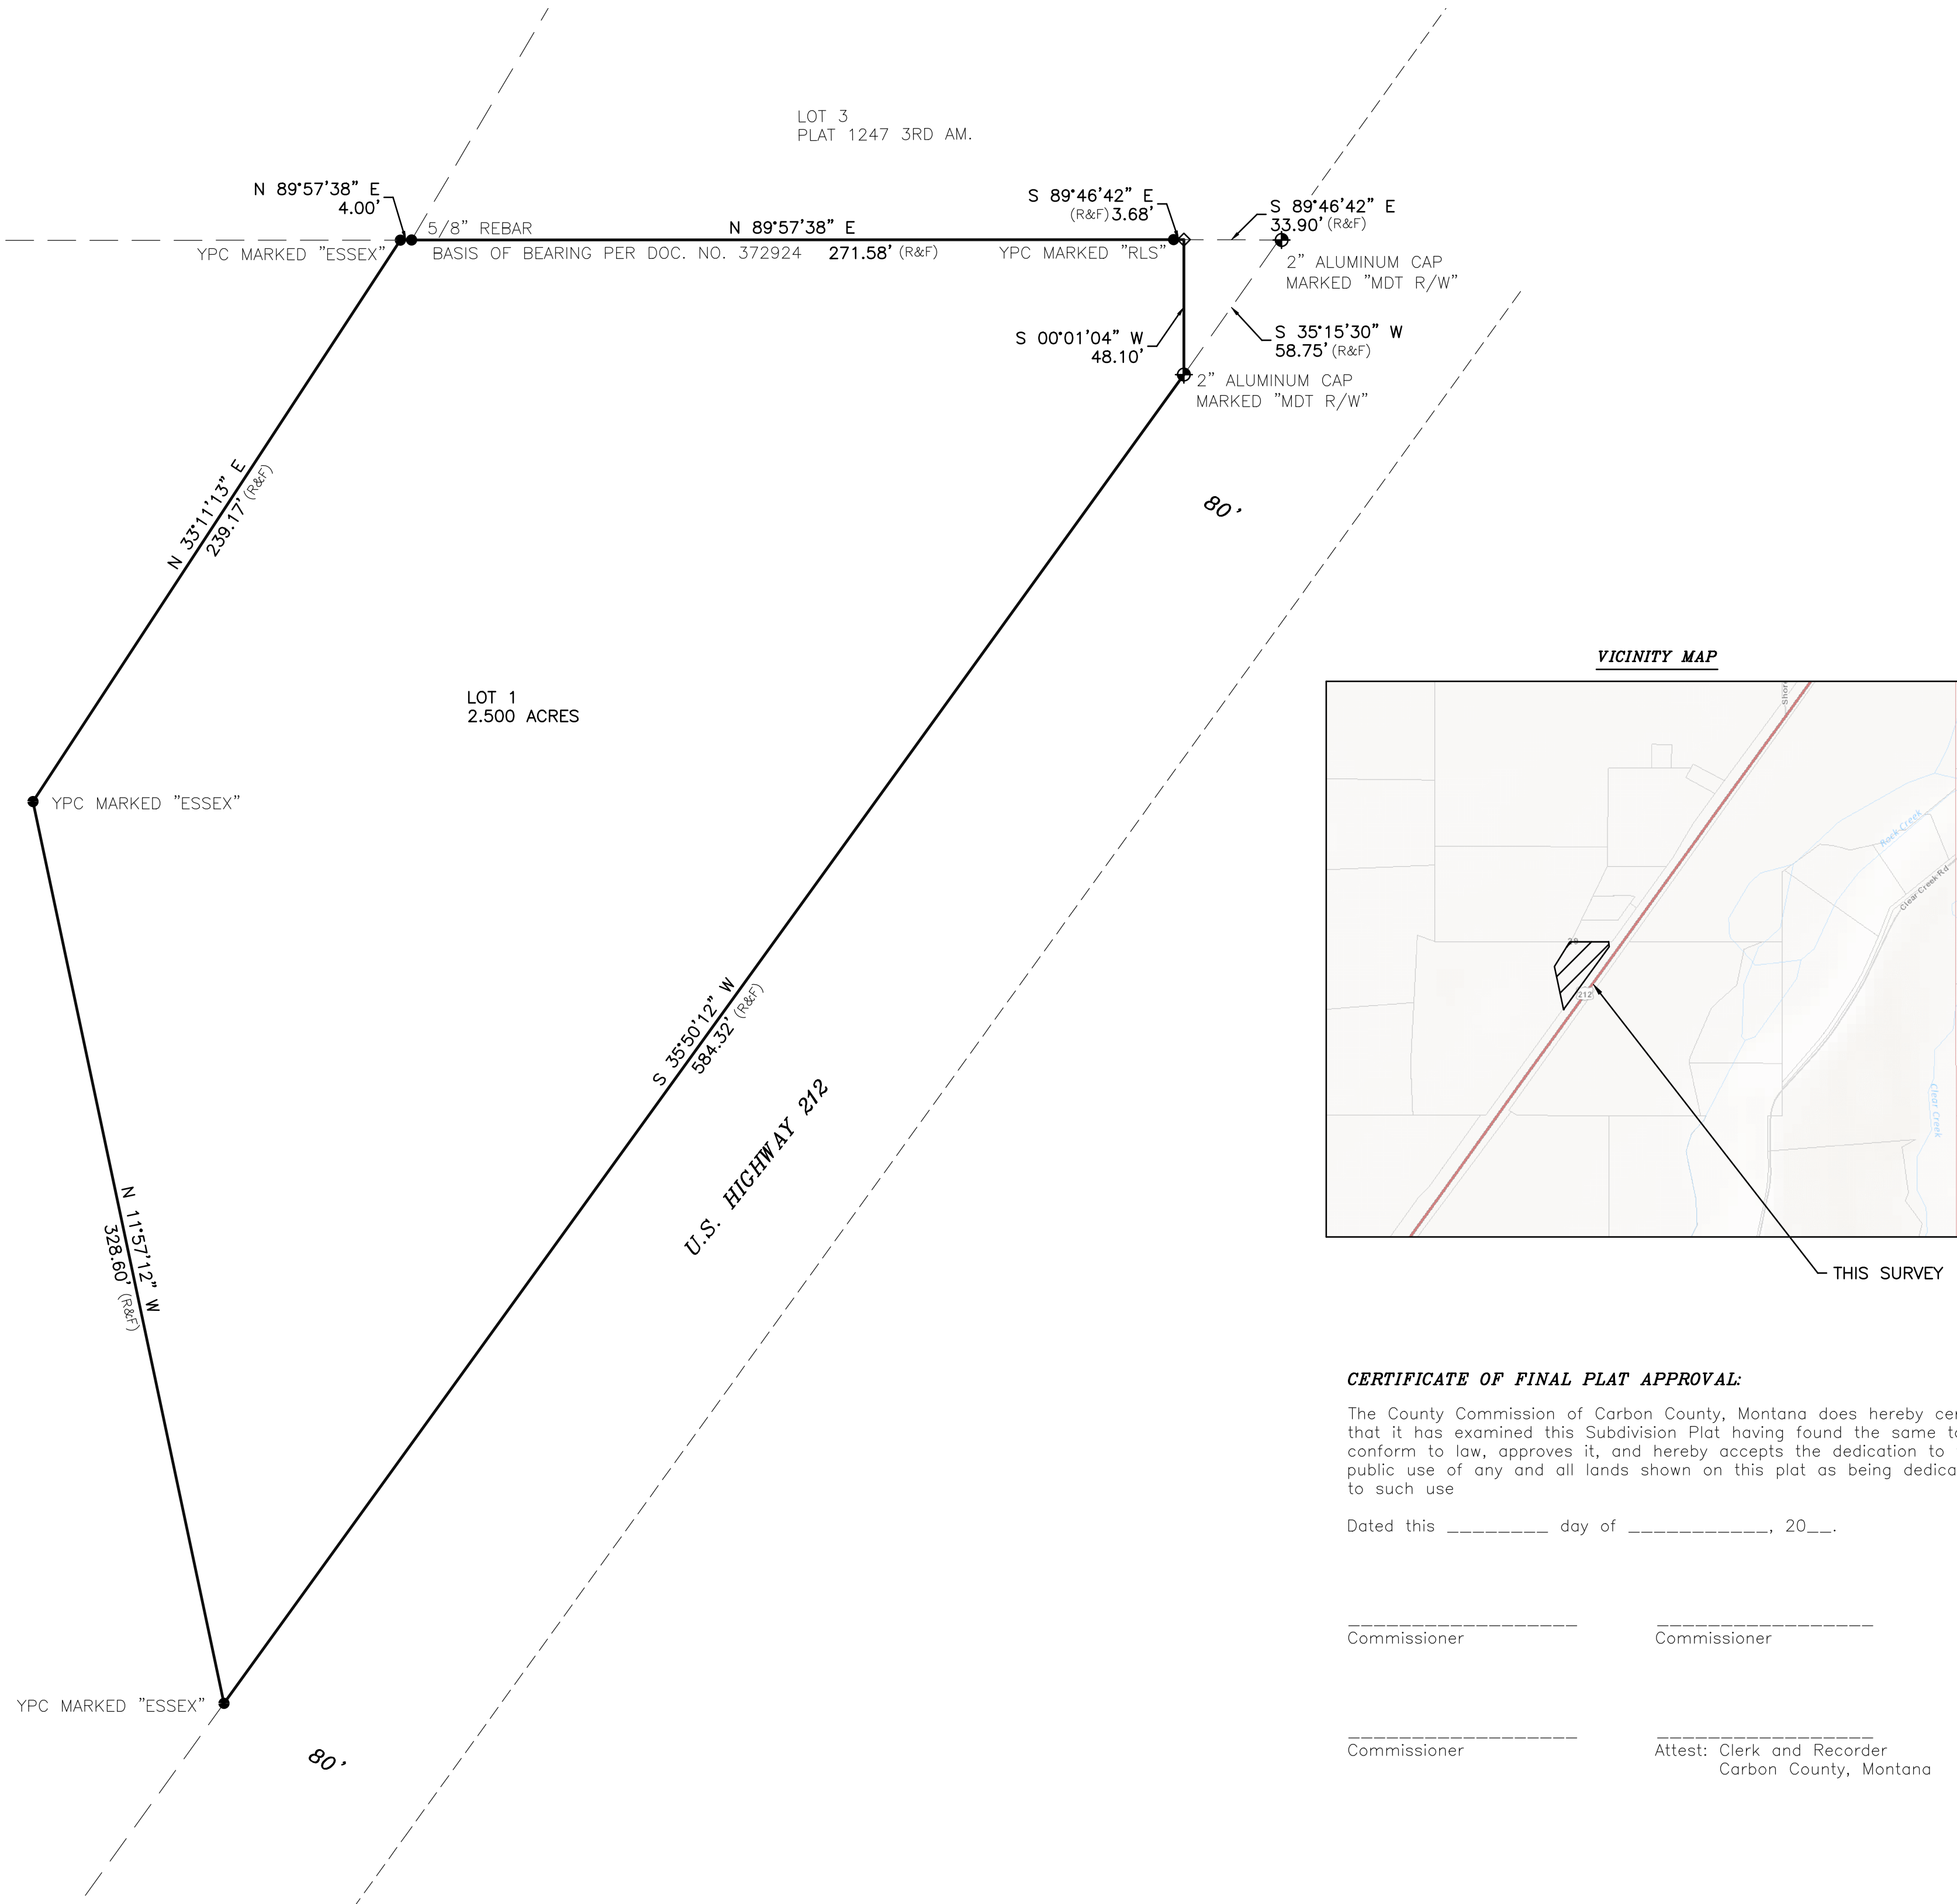 LOT 3
PLAT 1247 3RD AM.
N 89°57'38" E
4.00'
5/8" REBAR
N 89°57'38" E
S 89°46'42" E
(R&F) 3.68'
S 89°46'42" E
33.90' (R&F)
YPC MARKED "ESSEX"
BASIS OF BEARING PER DOC. NO. 372924 271.58' (R&F)
YPC MARKED "RLS"
2" ALUMINUM CAP
MARKED "MDT R/W"
S 00°01'04" W
48.10'
S 35°15'30" W
58.75' (R&F)
2" ALUMINUM CAP
MARKED "MDT R/W"
N 33°11'13" E
239.17' (R&F)
80'
LOT 1
2.500 ACRES
YPC MARKED "ESSEX"
S 35°50'12" W
584.32' (R&F)
U.S. HIGHWAY 212
N 11°57'12" W
328.60' (R&F)
YPC MARKED "ESSEX"
80'
VICINITY MAP
Shor
Rock Creek
Clear Creek Rd
212
Clear Creek
THIS SURVEY
CERTIFICATE OF FINAL PLAT APPROVAL:
The County Commission of Carbon County, Montana does hereby cer
that it has examined this Subdivision Plat having found the same to
conform to law, approves it, and hereby accepts the dedication to
public use of any and all lands shown on this plat as being dedica
to such use
Dated this ________ day of ___________, 20__.
Commissioner
Commissioner
Commissioner
Attest: Clerk and Recorder
Carbon County, Montana